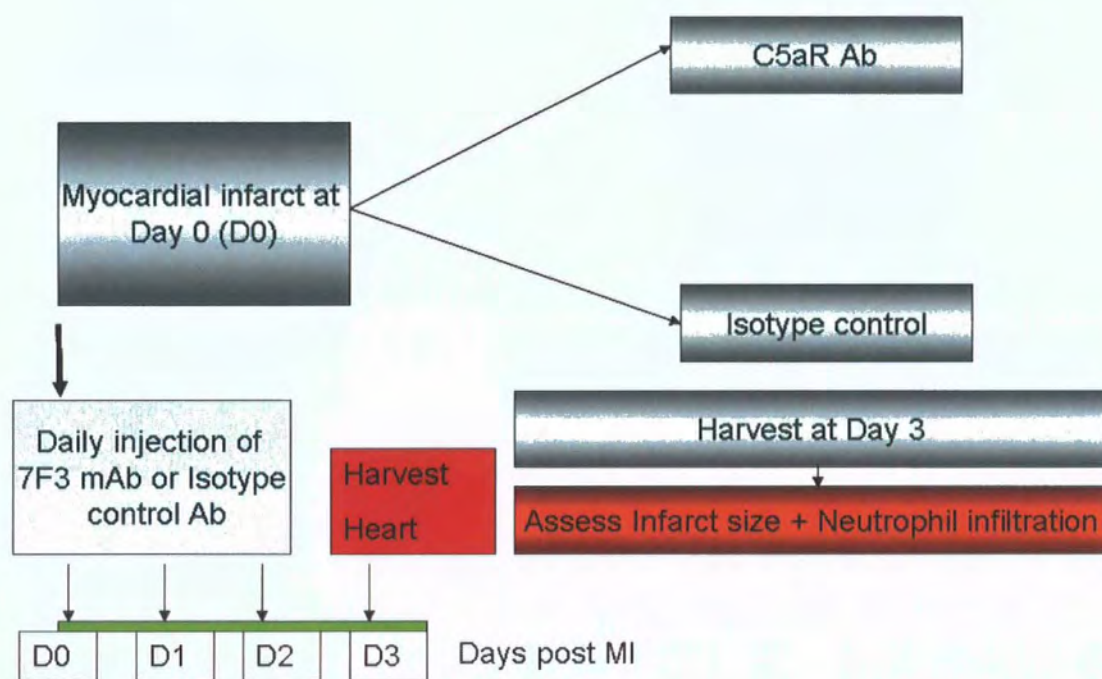 C5aR Ab
Myocardial infarct at
Day 0 (D0)
Isotype control
Daily injection of
7F3 mAb or Isotype
control Ab
Harvest
Heart
Harvest at Day 3
Assess Infarct size + Neutrophil infiltration
D0 D1 D2 D3 Days post MI